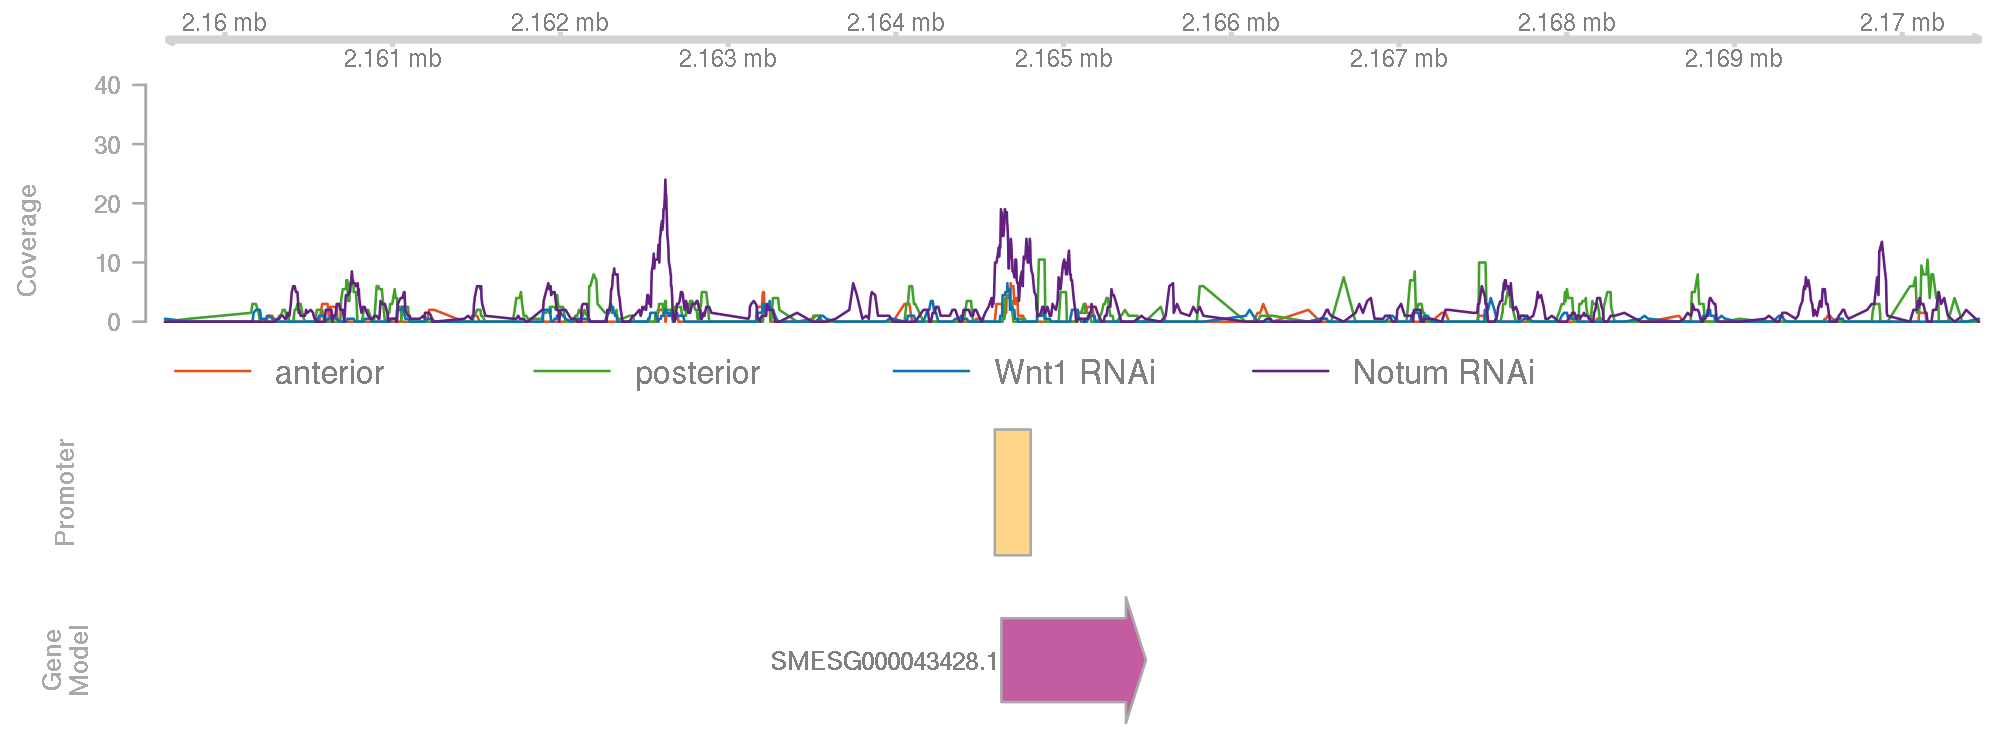 2.16 mb 2.162 mb 2.164 mb 2.166 mb 2.168 mb 2.17 mb
2.161 mb 2.163 mb 2.165 mb 2.167 mb 2.169 mb
40
30
20
10
0
Coverage
anterior posterior Wnt1 RNAi Notum RNAi
Promoter
Gene
Model
SMESG000043428.1